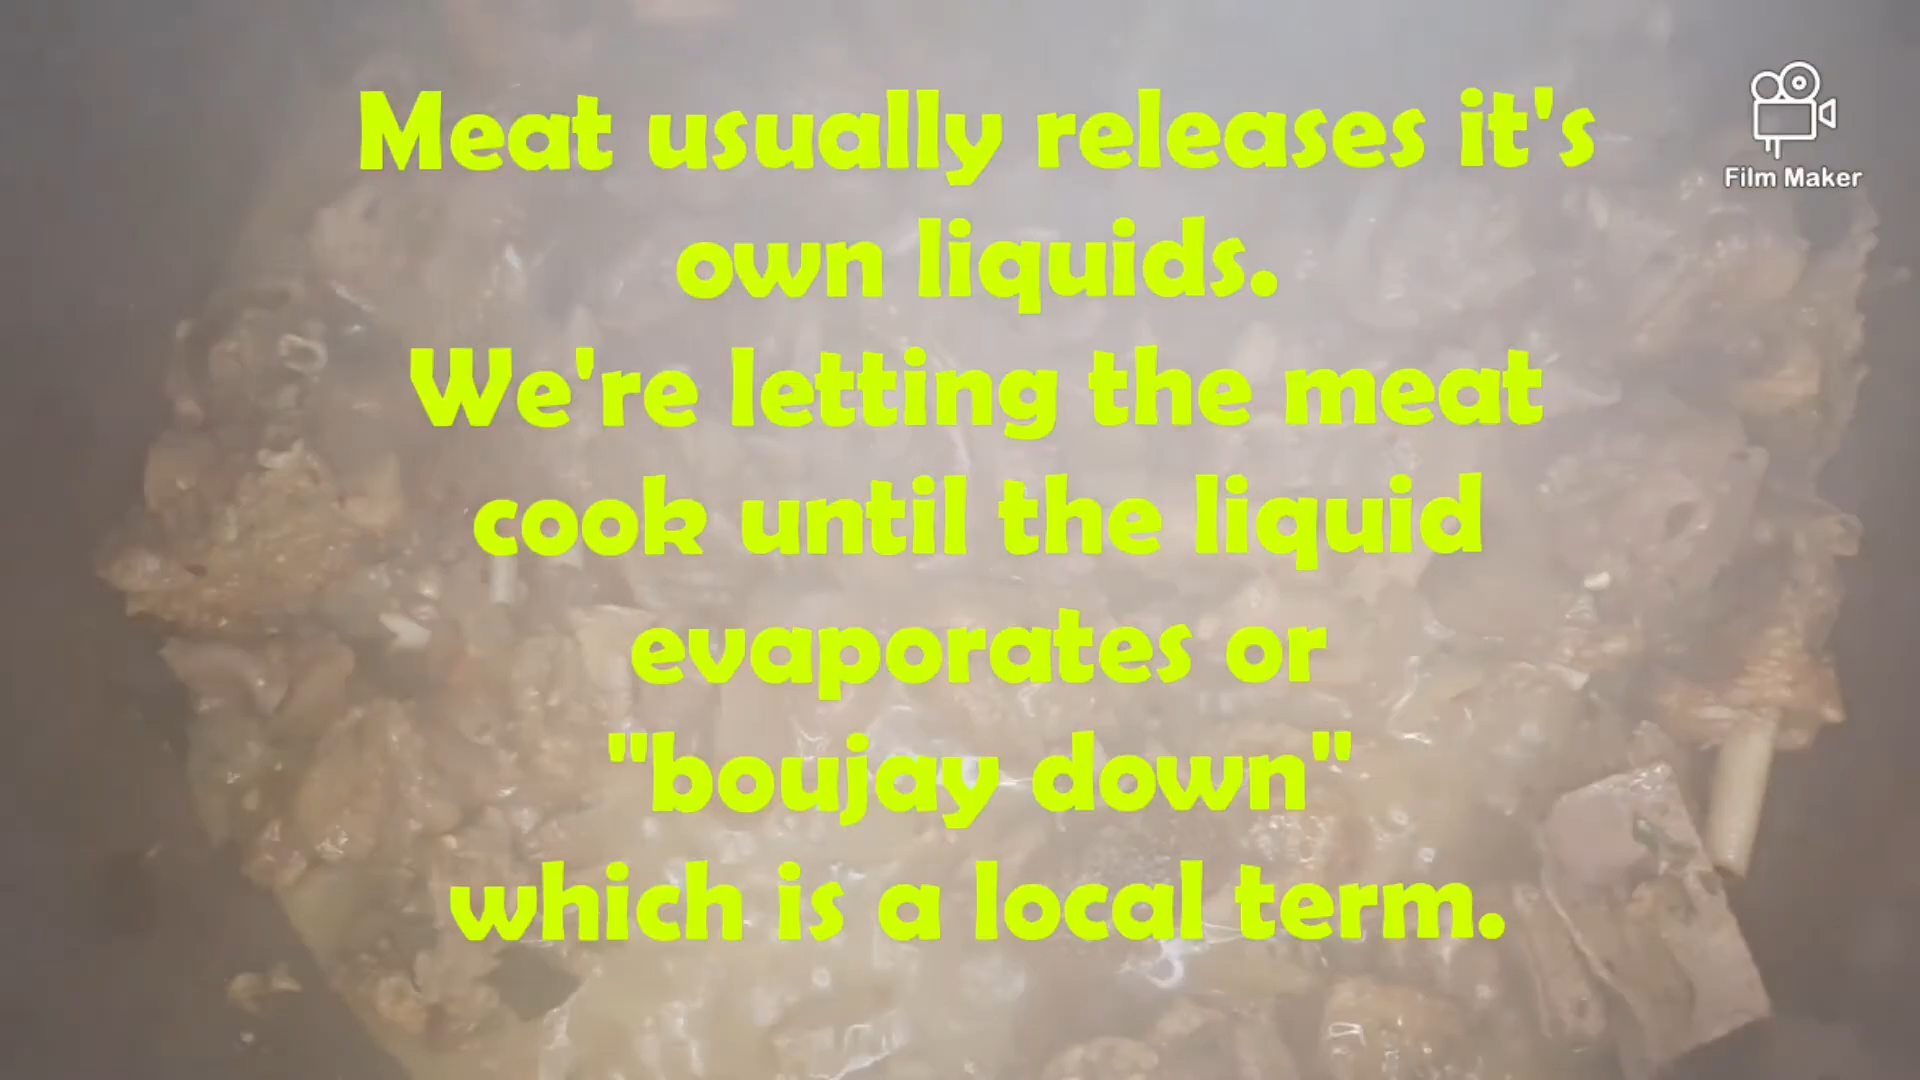 Meat usually releases it's
own liquids.
We're letting the meat
cook until the liquid
evaporates or
"boujay down"
which is a local term.
Film Maker